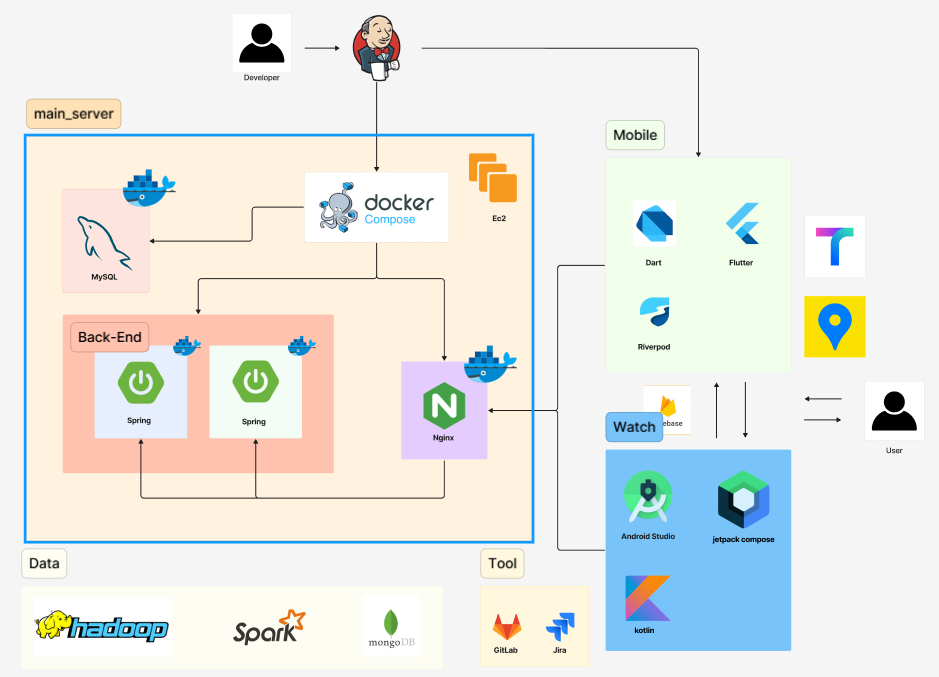 Developer
main_server
Mobile
docker
Compose
Ec2
MySQL
Dart
Flutter
T
Riverpod
Back-End
Spring
Spring
N
Nginx
ebase
Watch
User
Android Studio
jetpack compose
kotlin
Data
Tool
hadoop
Spark
mongoDB
GitLab
Jira